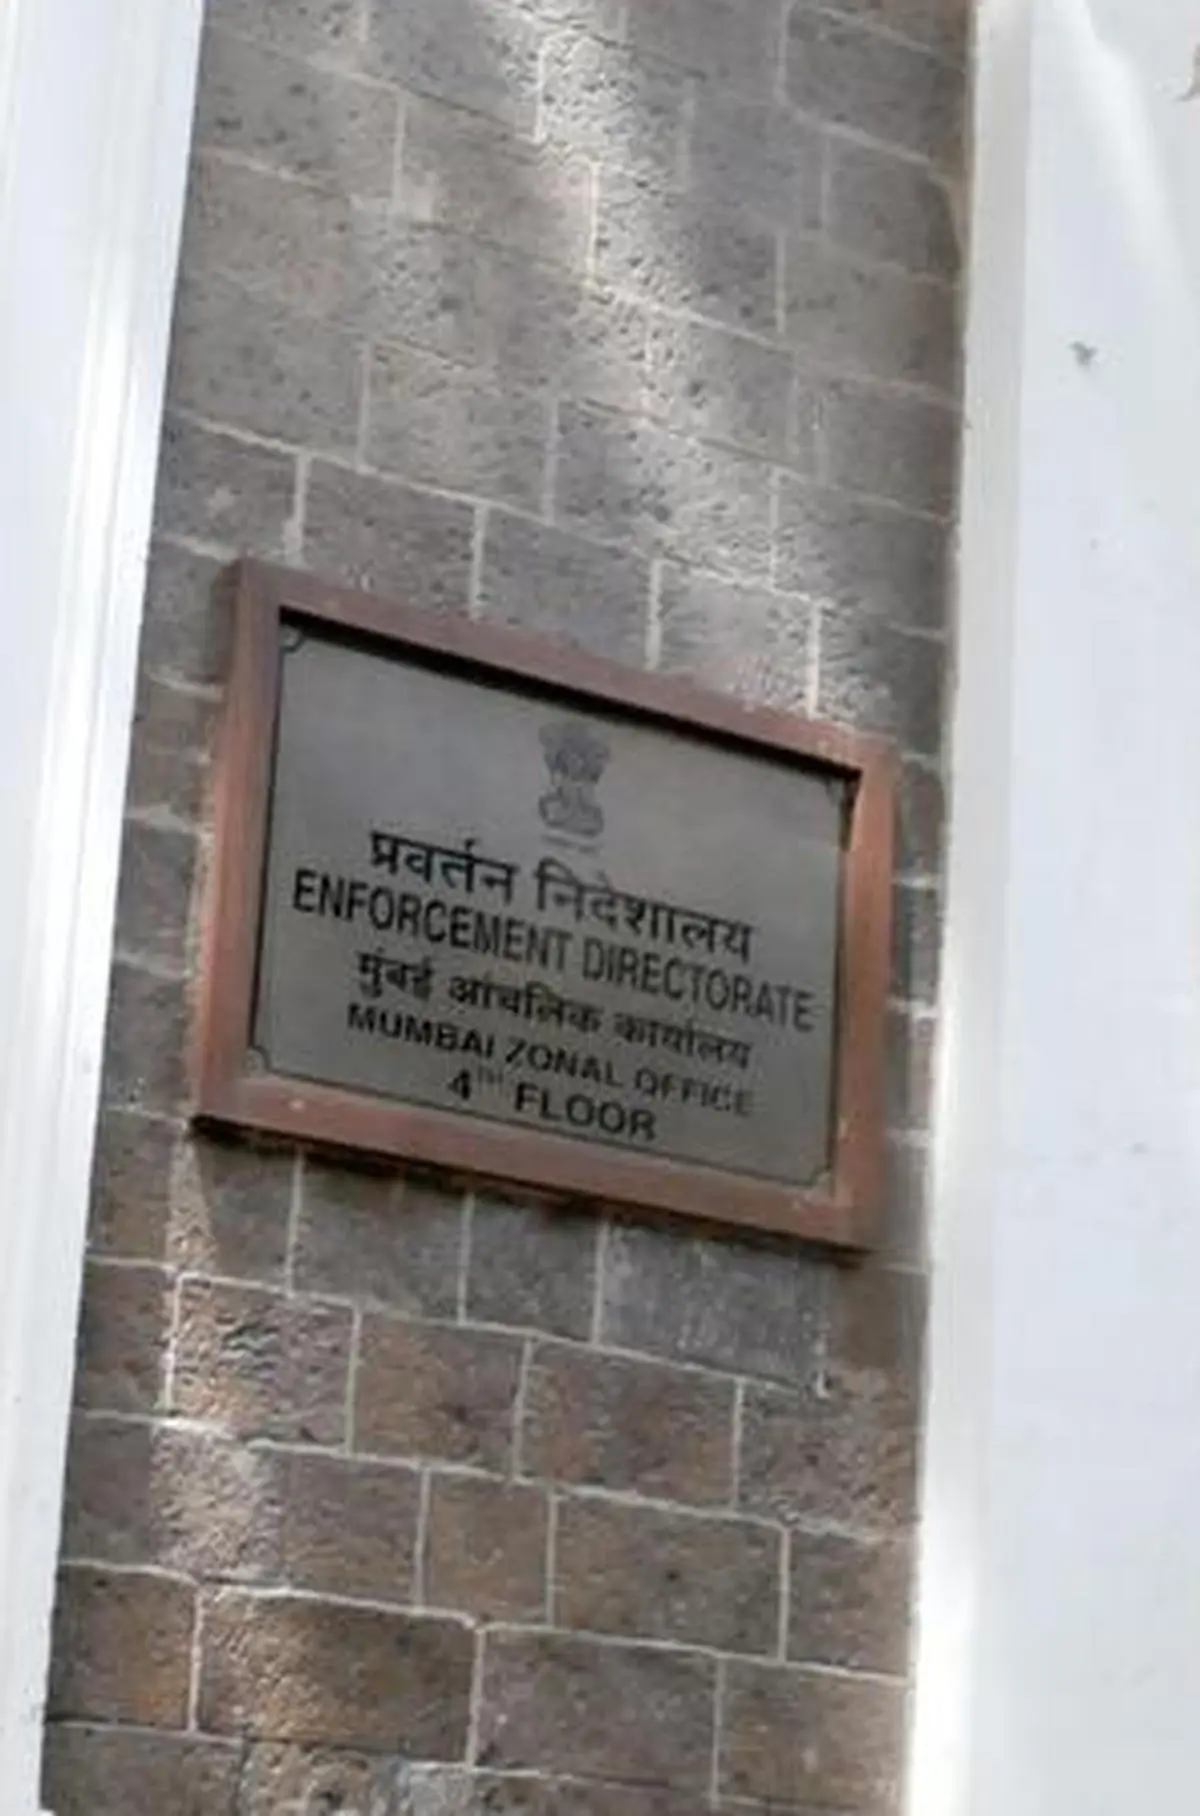 प्रवर्तन निदेशालय
ENFORCEMENT DIRECTORATE
मुंबई आंचलिक कार्यालय
MUMBAI ZONAL OFFICE
4TH FLOOR